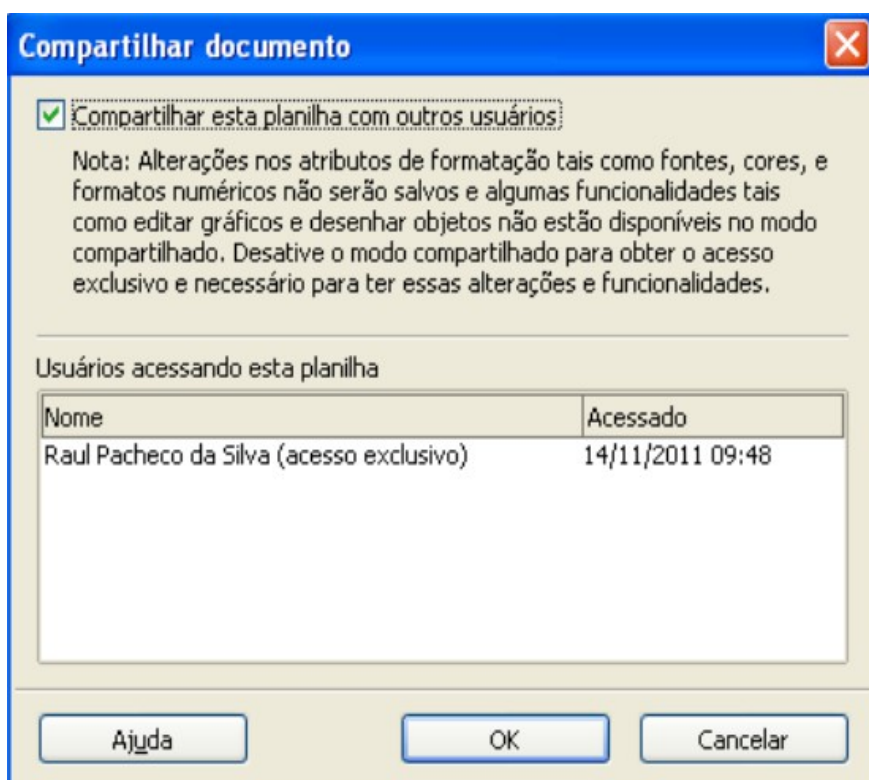 Compartilhar documento
Compartilhar esta planilha com outros usuários
Nota: Alterações nos atributos de formatação tais como fontes, cores, e
formatos numéricos não serão salvos e algumas funcionalidades tais
como editar gráficos e desenhar objetos não estão disponíveis no modo
compartilhado. Desative o modo compartilhado para obter o acesso
exclusivo e necessário para ter essas alterações e funcionalidades.
Usuários acessando esta planilha
Nome Acessado
Raul Pacheco da Silva (acesso exclusivo) 14/11/2011 09:48
Ajuda OK Cancelar